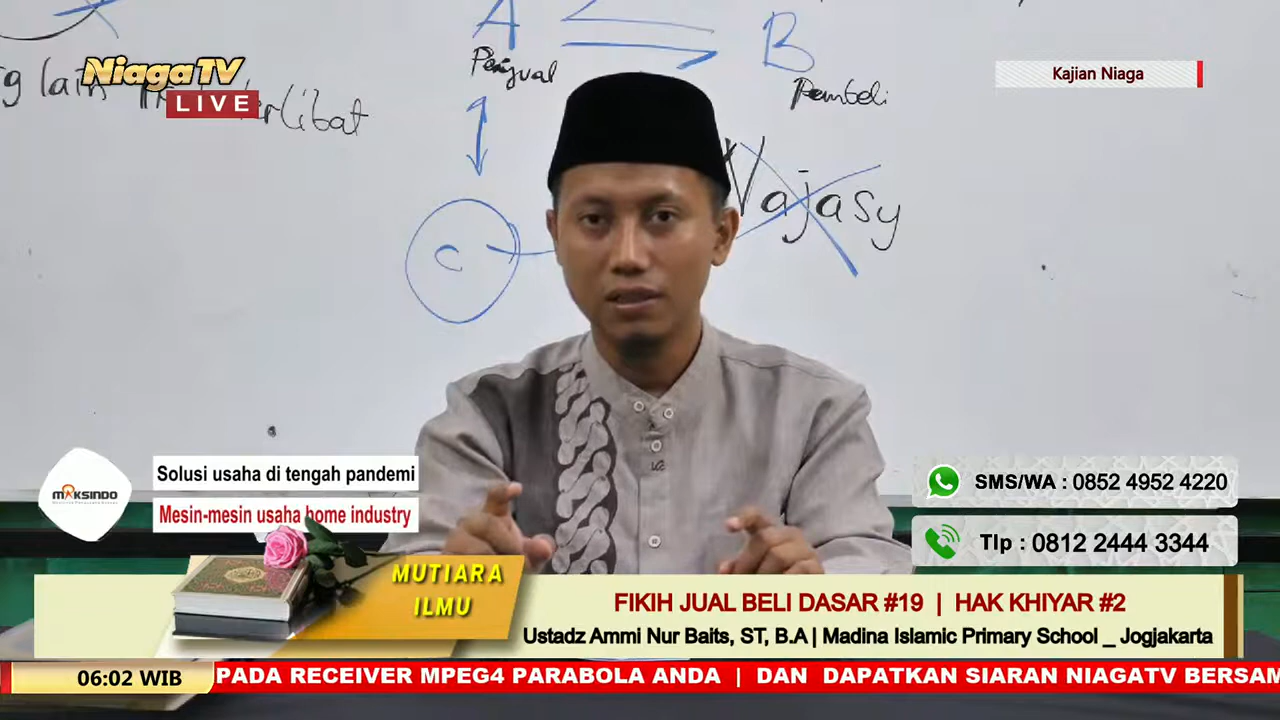 A
B
Penjual
Pembeli
g lain
terlibat
NiagaTV
LIVE
Kajian Niaga
Najasy
C
MAKSINDO
Solusi usaha di tengah pandemi
Mesin-mesin usaha home industry
SMS/WA : 0852 4952 4220
Tlp : 0812 2444 3344
MUTIARA
ILMU
FIKIH JUAL BELI DASAR #19 | HAK KHIYAR #2
Ustadz Ammi Nur Baits, ST, B.A | Madina Islamic Primary School _ Jogjakarta
06:02 WIB
PADA RECEIVER MPEG4 PARABOLA ANDA | DAN DAPATKAN SIARAN NIAGATV BERSAM